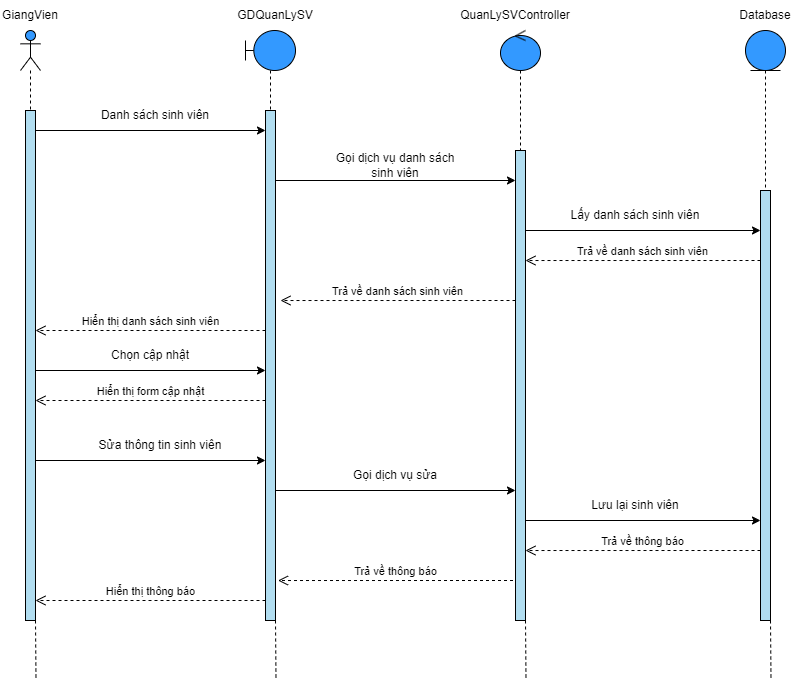 GiangVien
GDQuanLySV
QuanLySVController
Database
Danh sách sinh viên
Gọi dịch vụ danh sách
sinh viên
Lấy danh sách sinh viên
Trả về danh sách sinh viên
Trả về danh sách sinh viên
Hiển thị danh sách sinh viên
Chọn cập nhật
Hiển thị form cập nhật
Sửa thông tin sinh viên
Gọi dịch vụ sửa
Lưu lại sinh viên
Trả về thông báo
Trả về thông báo
Hiển thị thông báo